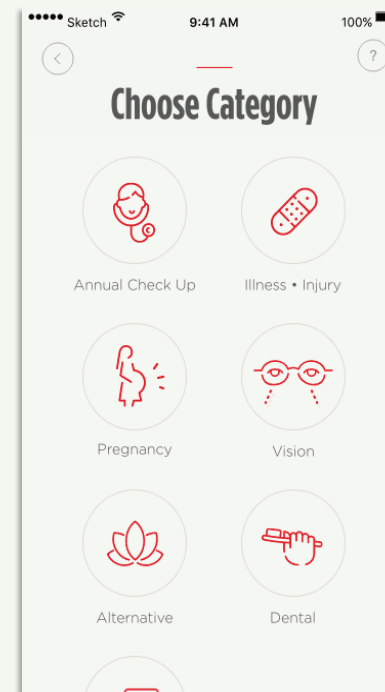 Sketch 9:41 AM 100%
?
Choose Category
Annual Check Up Illness • Injury
Pregnancy Vision
Alternative Dental